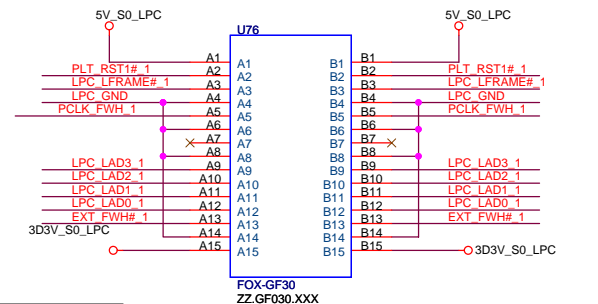 5V_S0_LPC 5V_S0_LPC
U76
A1 A1 B1 B1
PLT_RST1#_1 A2 A2 B2 B2 PLT_RST1#_1
LPC_LFRAME#_1 A3 A3 B3 B3 LPC_LFRAME#_1
LPC_GND A4 A4 B4 B4 LPC_GND
PCLK_FWH_1 A5 A5 B5 B5 PCLK_FWH_1
A6 A6 B6 B6
A7 A7 B7 B7
A8 A8 B8 B8
LPC_LAD3_1 A9 A9 B9 B9 LPC_LAD3_1
LPC_LAD2_1 A10 A10 B10 B10 LPC_LAD2_1
LPC_LAD1_1 A11 A11 B11 B11 LPC_LAD1_1
LPC_LAD0_1 A12 A12 B12 B12 LPC_LAD0_1
EXT_FWH#_1 A13 A13 B13 B13 EXT_FWH#_1
3D3V_S0_LPC A14 A14 B14 B14
A15 A15 B15 B15 3D3V_S0_LPC
FOX-GF30
ZZ.GF030.XXX